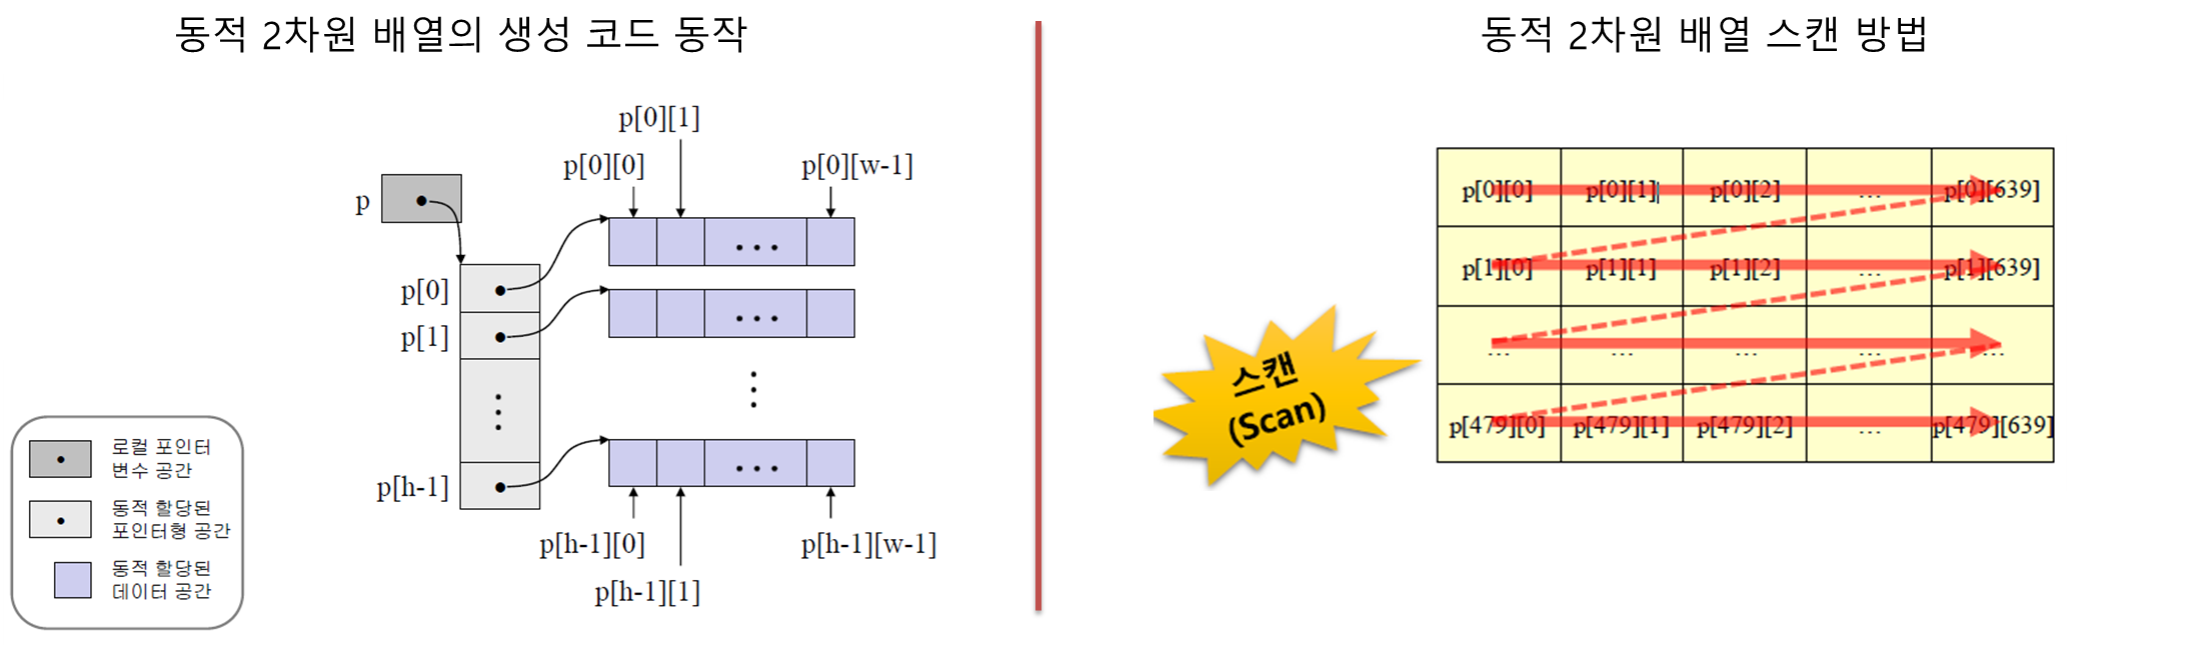 동적 2차원 배열의 생성 코드 동작
p[0][1]
p[0][0]
p[0][w-1]
p
p[0]
p[1]
p[h-1]
p[h-1][0]
p[h-1][w-1]
p[h-1][1]
로컬 포인터
변수 공간
동적 할당된
포인터형 공간
동적 할당된
데이터 공간
동적 2차원 배열 스캔 방법
스캔
(Scan)
p[0][0] p[0][1] p[0][2] ... p[0][639]
p[1][0] p[1][1] p[1][2] ... p[1][639]
... ... ... ... ...
p[479][0] p[479][1] p[479][2] ... p[479][639]